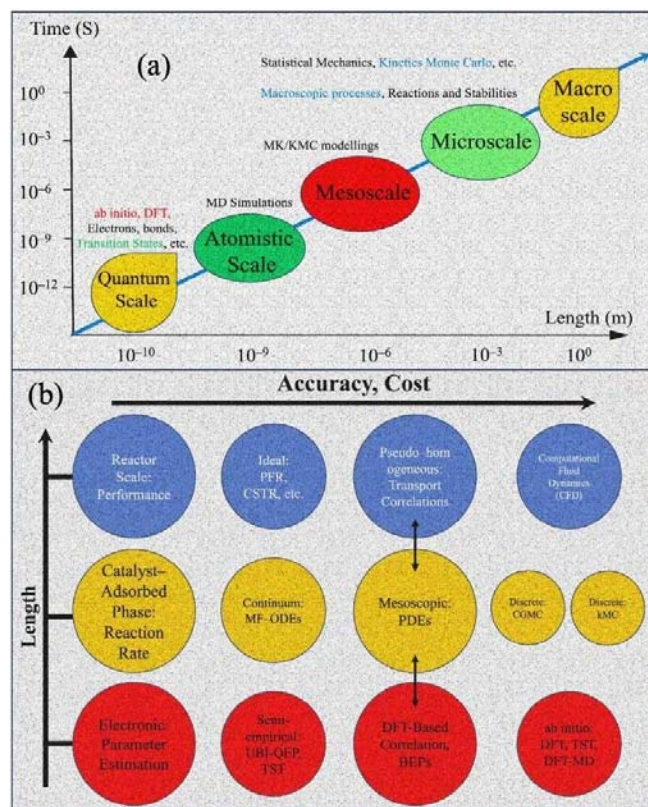 Time (S)
(a)
Statistical Mechanics, Kinetics Monte Carlo, etc.
Macroscopic processes, Reactions and Stabilities
Macro
scale
Microscale
MK/KMC modellings
Mesoscale
MD Simulations
Atomistic
Scale
ab initio, DFT,
Electrons, bonds,
Transition States, etc.
Quantum
Scale
10⁰
10⁻³
10⁻⁶
10⁻⁹
10⁻¹²
Length (m)
10⁻¹⁰
10⁻⁹
10⁻⁶
10⁻³
10⁰
(b)
Accuracy, Cost
Length
Reactor
Scale:
Performance
Ideal:
PFR,
CSTR, etc.
Pseudo–hom
ogeneous:
Transport
Correlations
Computational
Fluid
Dynamics
(CFD)
Catalyst–
Adsorbed
Phase:
Reaction
Rate
Continuum:
MF–ODEs
Mesoscopic:
PDEs
Discrete:
CGMC
Discrete:
kMC
Electronic:
Parameter
Estimation
Semi-
empirical:
UBI-QEP,
TST
DFT-Based
Correlation,
BEPs
ab initio:
DFT, TST,
DFT-MD